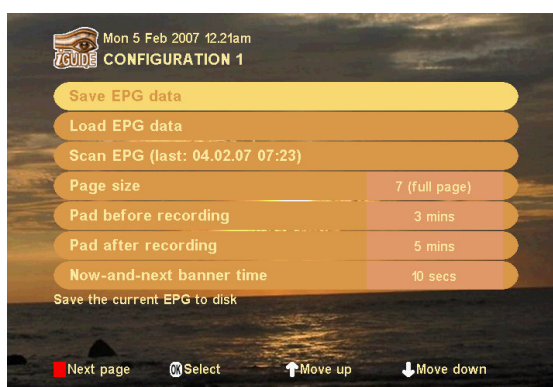 Mon 5 Feb 2007 12.21am
7GUIDE CONFIGURATION 1
Save EPG data
Load EPG data
Scan EPG (last: 04.02.07 07:23)
Page size 7 (full page)
Pad before recording 3 mins
Pad after recording 5 mins
Now-and-next banner time 10 secs
Save the current EPG to disk
Next page OK Select Move up Move down